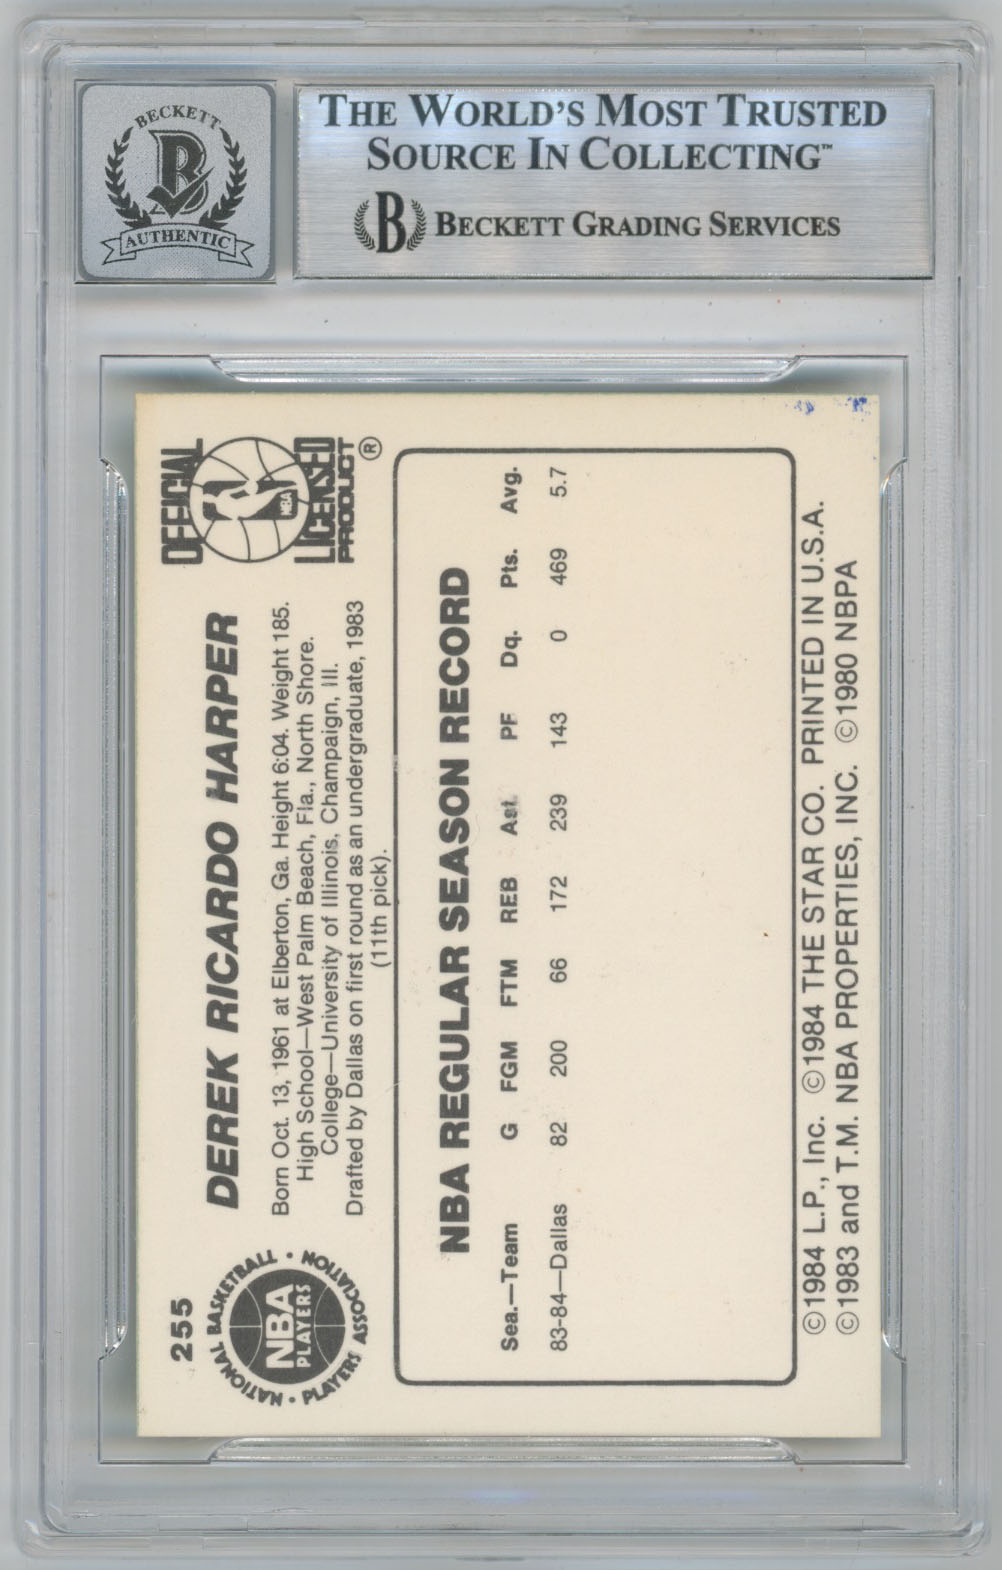 BECKETT
B
AUTHENTIC
THE WORLD'S MOST TRUSTED
SOURCE IN COLLECTING™
B BECKETT GRADING SERVICES
255
NATIONAL BASKETBALL • PLAYERS ASSOCIATION •
NBA
PLAYERS
DEREK RICARDO HARPER
Born Oct. 13, 1961 at Elberton, Ga. Height 6:04. Weight 185.
High School—West Palm Beach, Fla., North Shore.
College—University of Illinois, Champaign, Ill.
Drafted by Dallas on first round as an undergraduate, 1983
(11th pick).
OFFICIAL
NBA
LICENSED
PRODUCT®
NBA REGULAR SEASON RECORD
Sea.—Team G FGM FTM REB Ast. PF Dq. Pts. Avg.
83-84—Dallas 82 200 66 172 239 143 0 469 5.7
©1984 L.P., Inc. ©1984 THE STAR CO. PRINTED IN U.S.A.
©1983 and T.M. NBA PROPERTIES, INC. ©1980 NBPA